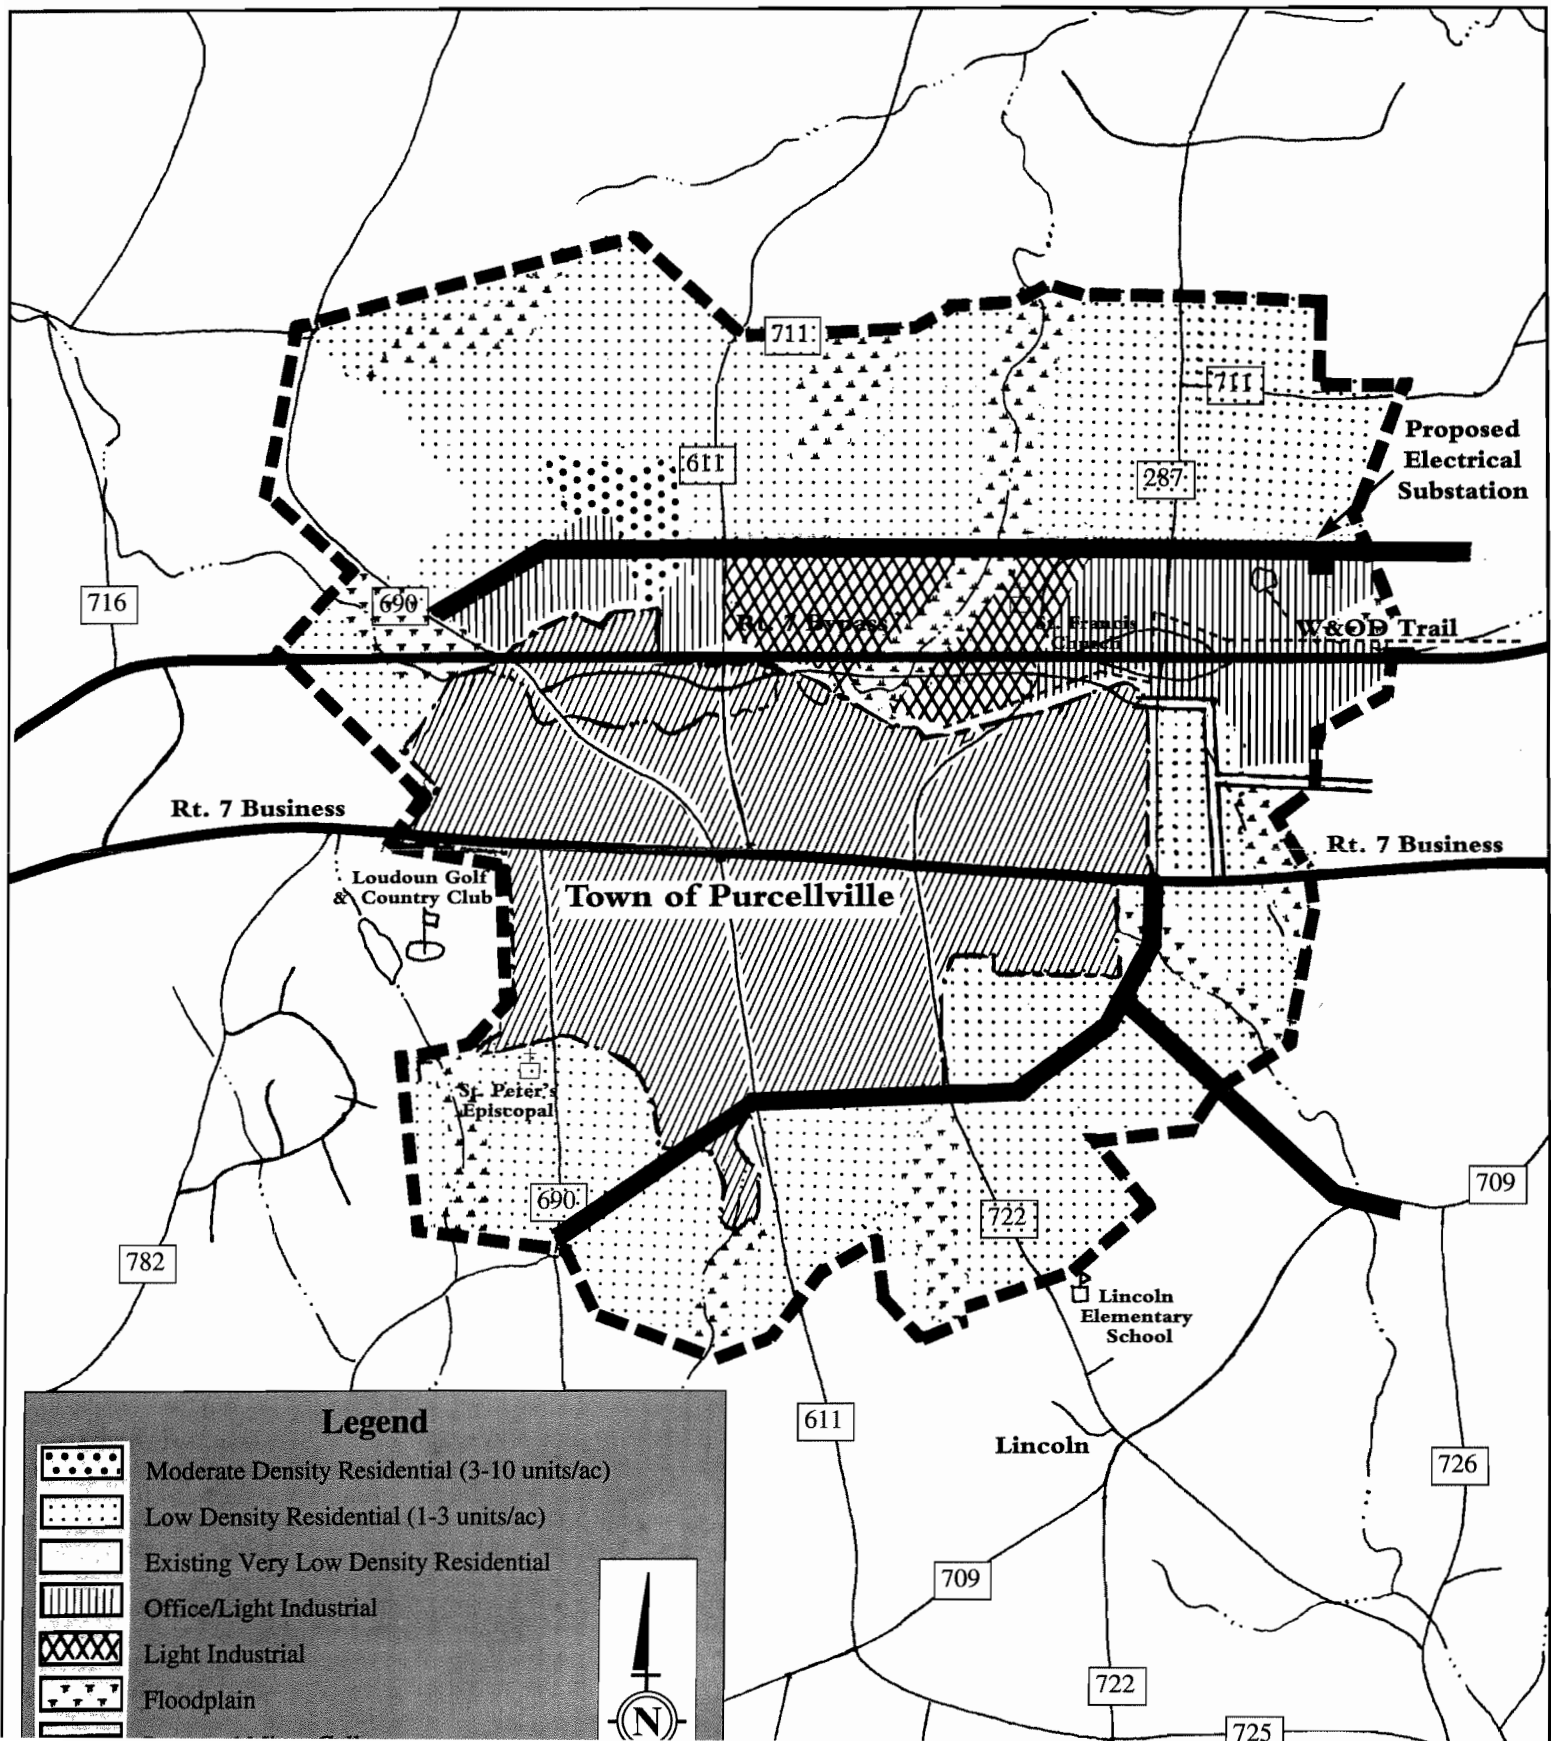 711
711
Proposed
Electrical
Substation
611
287
716
690
Rt. 7 Bypass
St. Francis
Church
W&OD Trail
Rt. 7 Business
Rt. 7 Business
Loudoun Golf
& Country Club
Town of Purcellville
St. Peter's
Episcopal
690
722
709
782
Lincoln
Elementary
School
611
Lincoln
726
709
722
725
Legend
Moderate Density Residential (3-10 units/ac)
Low Density Residential (1-3 units/ac)
Existing Very Low Density Residential
Office/Light Industrial
Light Industrial
Floodplain
N